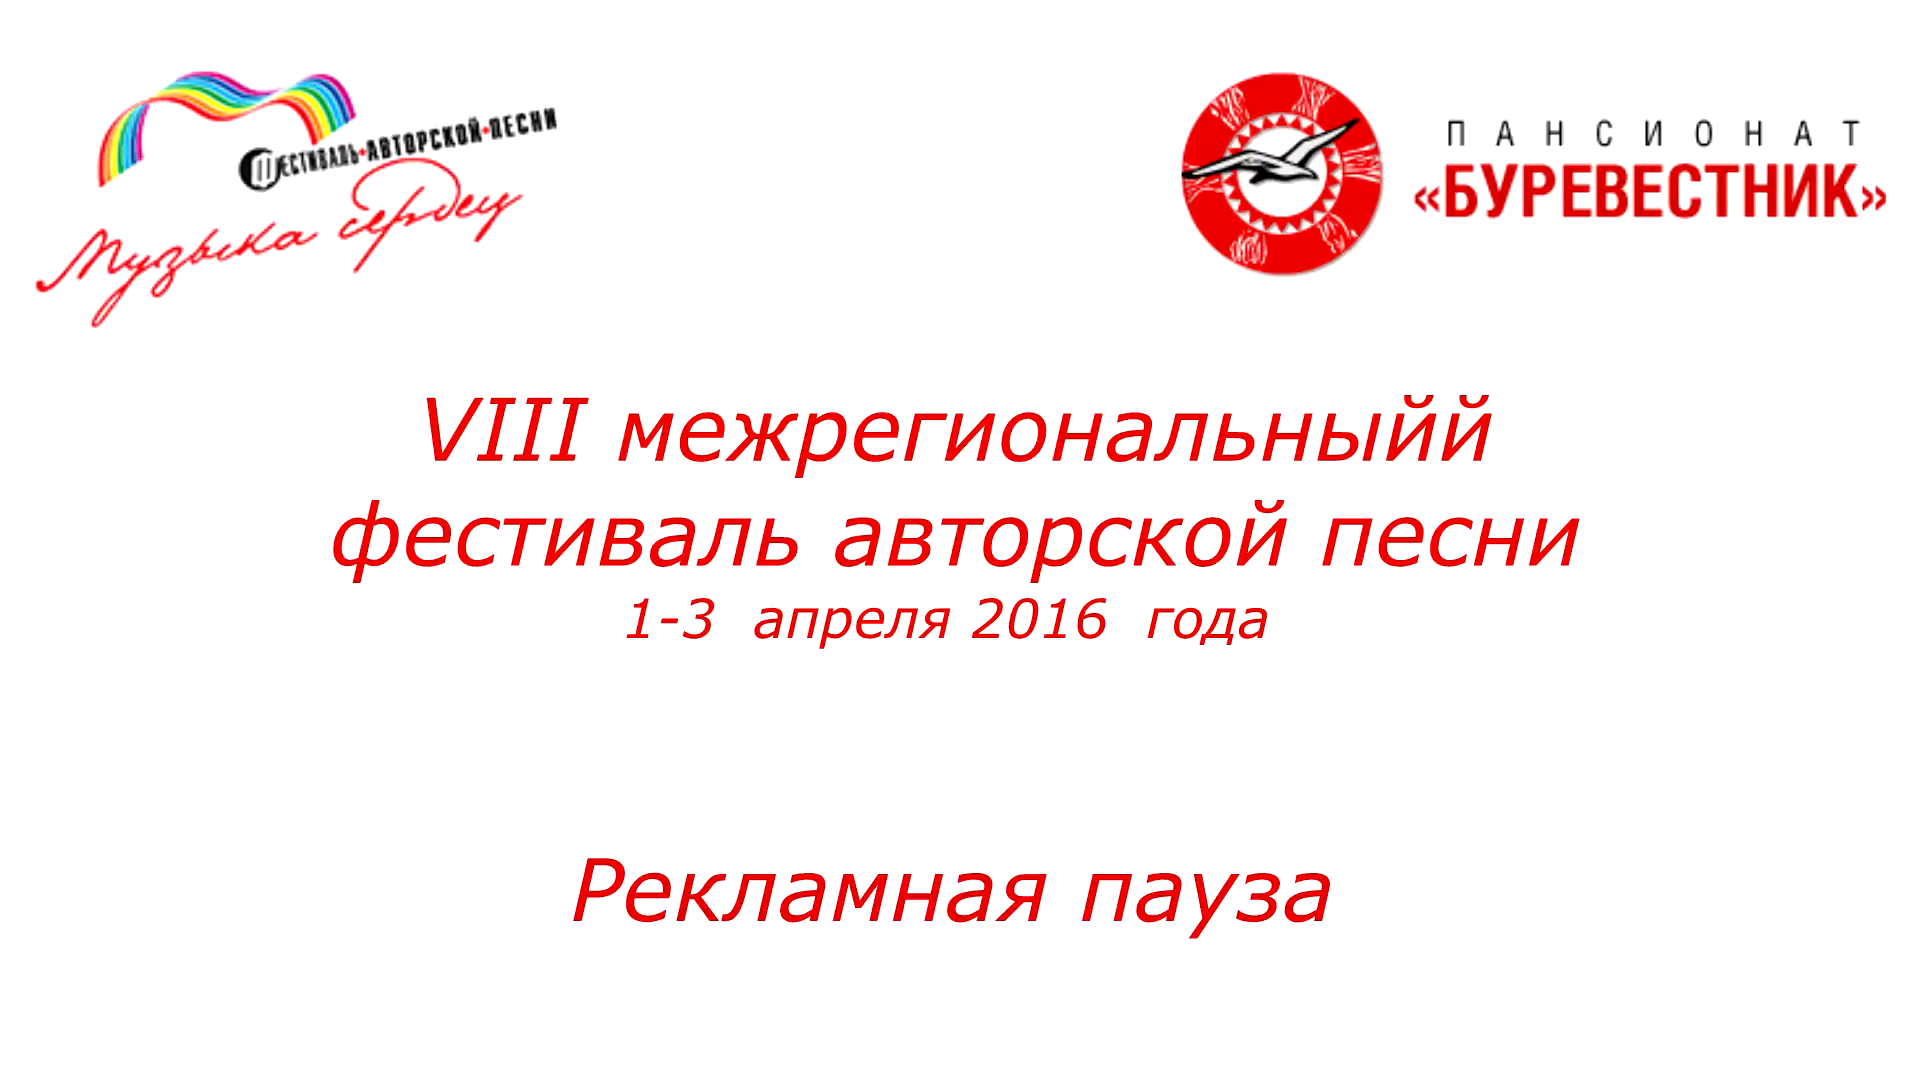 ФЕСТИВАЛЬ•АВТОРСКОЙ•ПЕСНИ
Музыка сердец
ПАНСИОНАТ
«БУРЕВЕСТНИК»
VIII межрегиональныйй
фестиваль авторской песни
1-3 апреля 2016 года
Рекламная пауза